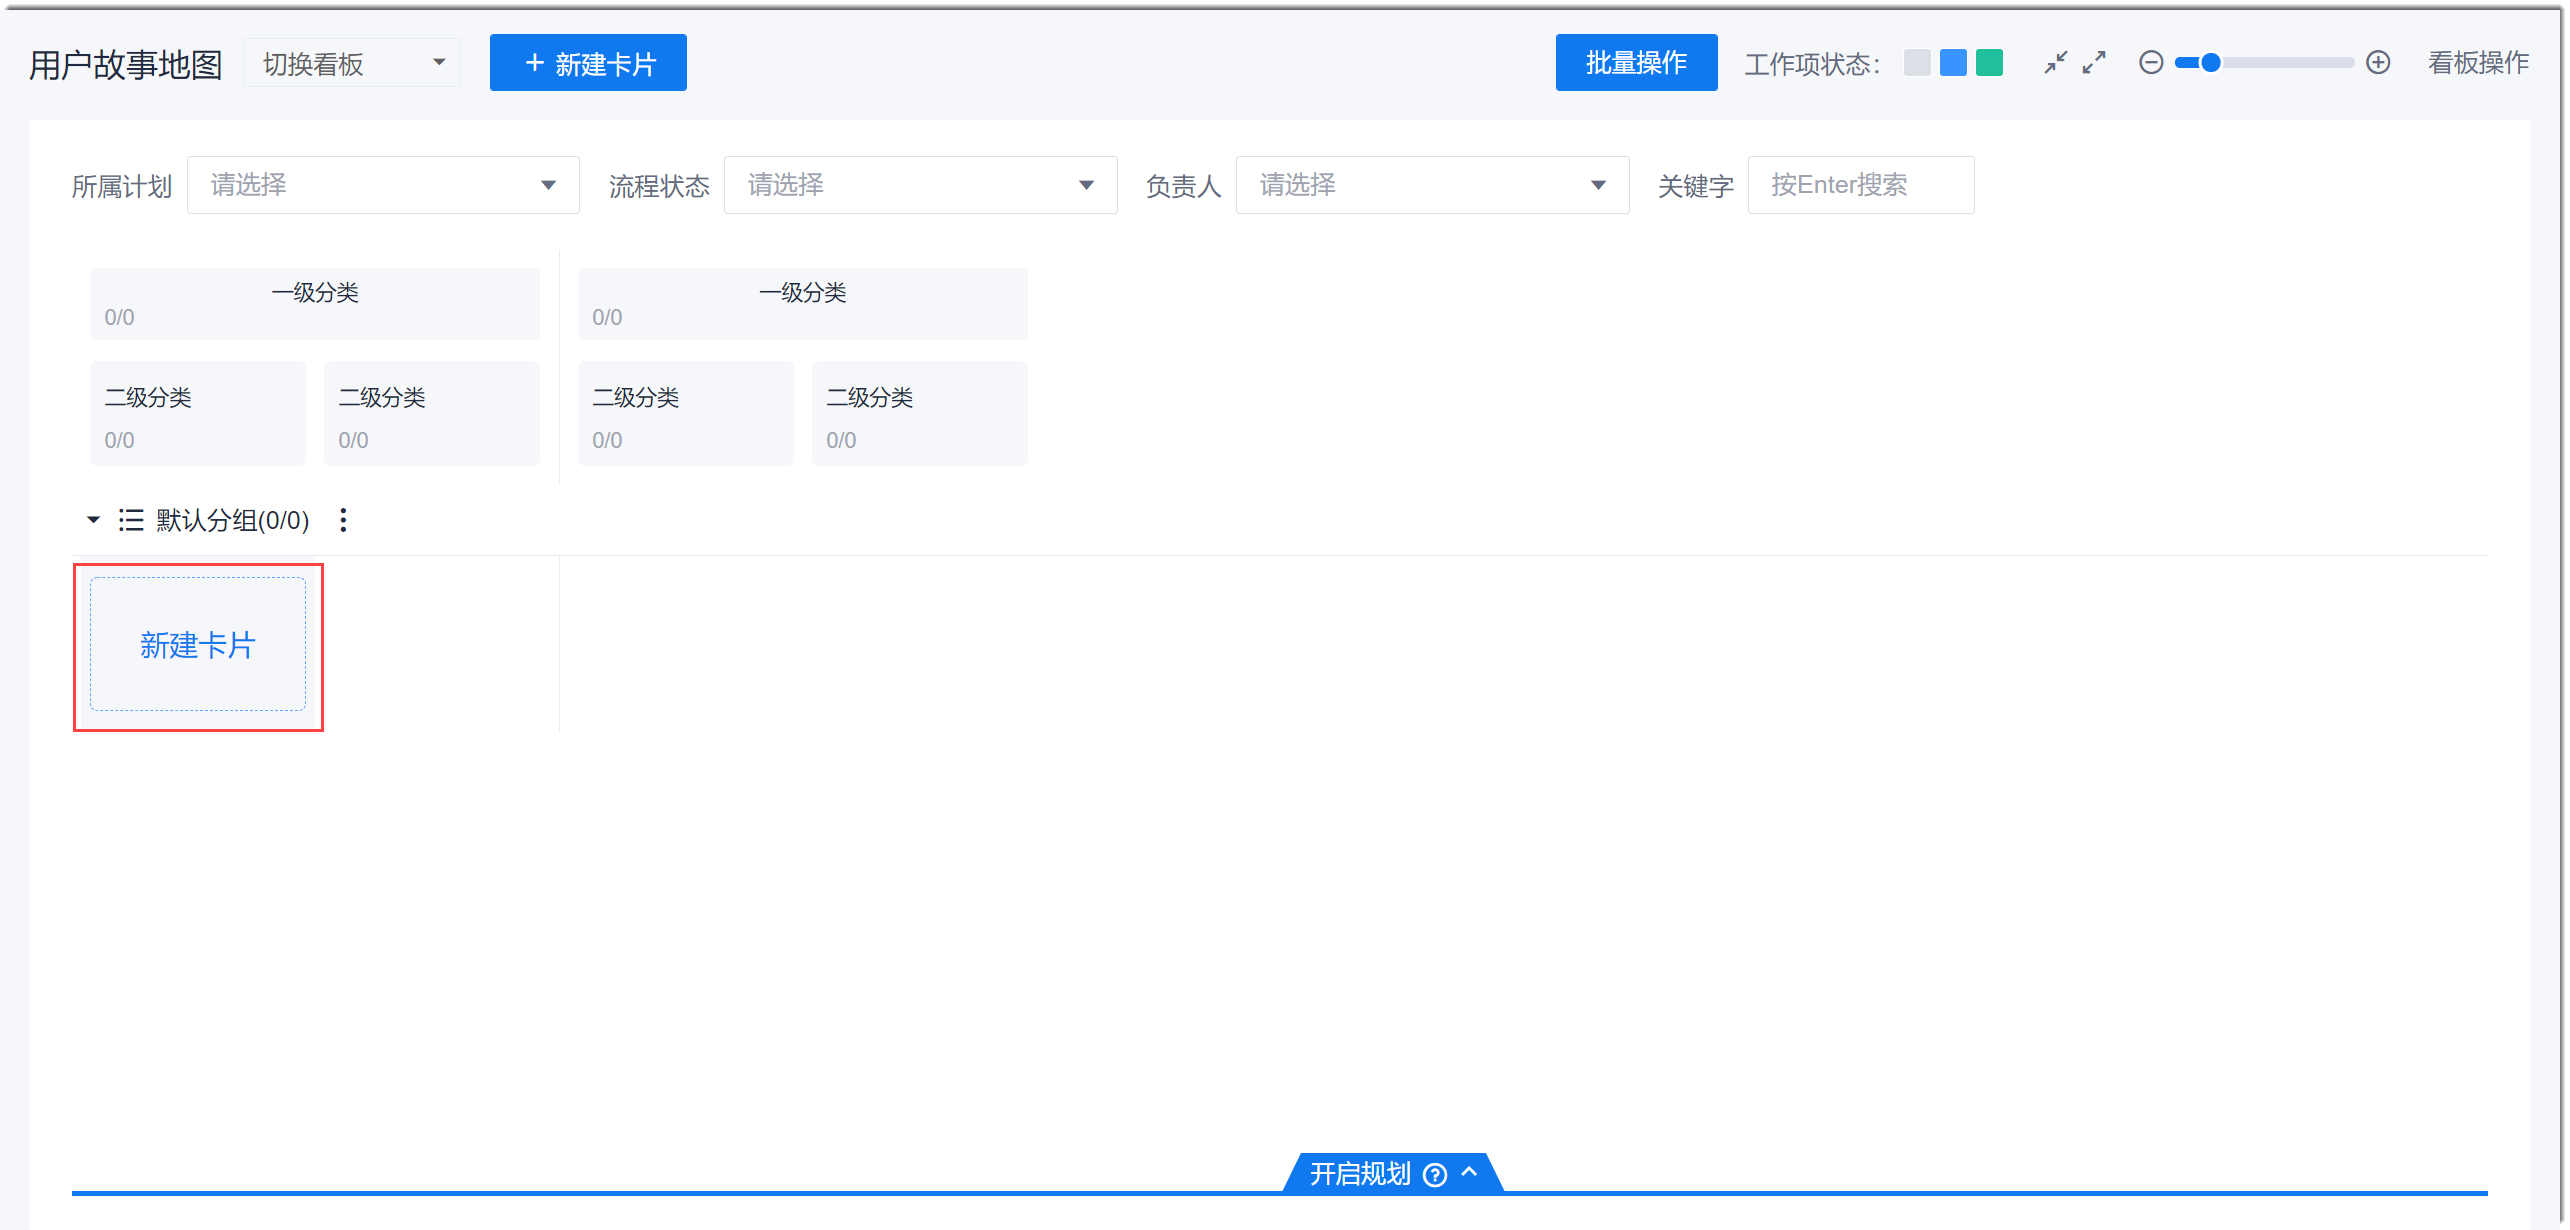 用户故事地图 切换看板 + 新建卡片 批量操作 工作项状态： 看板操作
所属计划 请选择 流程状态 请选择 负责人 请选择 关键字 按Enter搜索
一级分类 一级分类
0/0 0/0
二级分类 二级分类 二级分类 二级分类
0/0 0/0 0/0 0/0
默认分组(0/0)
新建卡片
开启规划